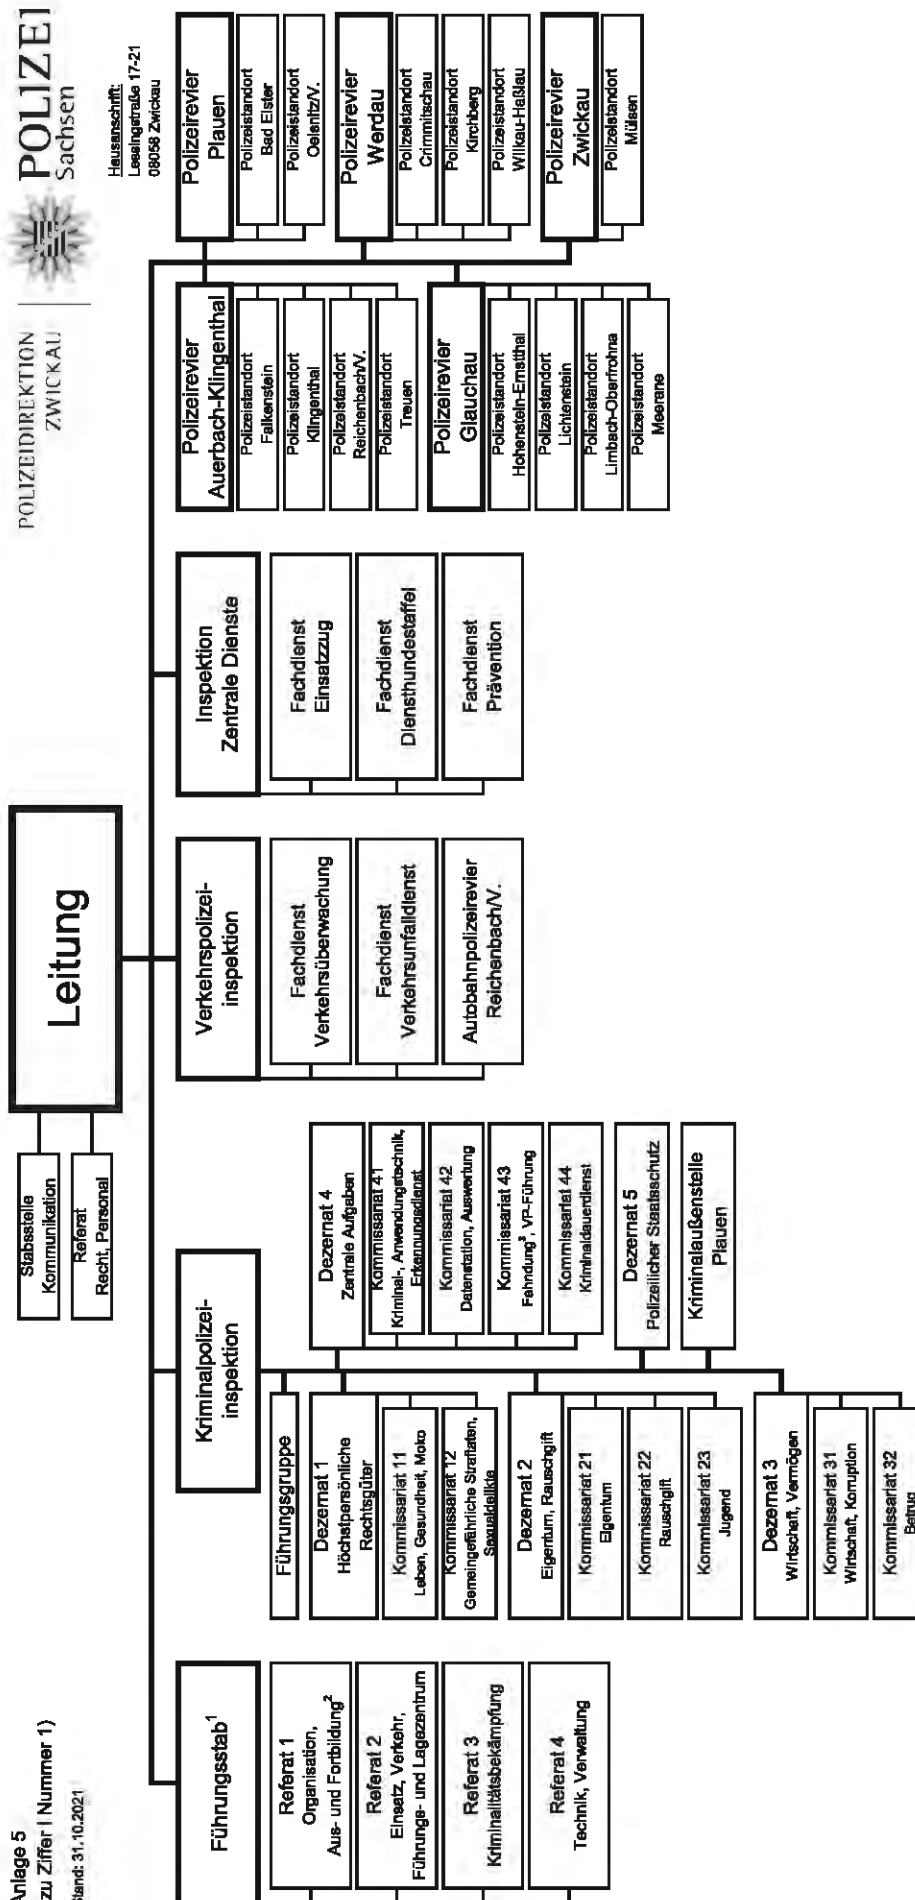 Anlage 5
zu Ziffer I Nummer 1)
Stand: 31.10.2021
POLIZEIDIREKTION
ZWICKAU
POLIZEI
Sachsen
Hausanschrift:
Lessingstraße 17-21
08058 Zwickau
Leitung
Stabsstelle
Kommunikation
Referat
Recht, Personal
Führungsstab¹
Referat 1
Organisation,
Aus- und Fortbildung²
Referat 2
Einsatz, Verkehr,
Führungs- und Lagezentrum
Referat 3
Kriminalitätsbekämpfung
Referat 4
Technik, Verwaltung
Kriminalpolizei-
inspektion
Führungsgruppe
Dezernat 1
Höchstpersönliche
Rechtsgüter
Kommissariat 11
Leben, Gesundheit, Moko
Kommissariat 12
Gemeingefährliche Straftaten,
Sexualdelikte
Dezernat 2
Eigentum, Rauschgift
Kommissariat 21
Eigentum
Kommissariat 22
Rauschgift
Kommissariat 23
Jugend
Dezernat 3
Wirtschaft, Vermögen
Kommissariat 31
Wirtschaft, Korruption
Kommissariat 32
Betrug
Dezernat 4
Zentrale Aufgaben
Kommissariat 41
Kriminal-, Anwendungstechnik,
Erkennungsdienst
Kommissariat 42
Datenstation, Auswertung
Kommissariat 43
Fahndung³, VP-Führung
Kommissariat 44
Kriminaldauerdienst
Dezernat 5
Polizeilicher Staatsschutz
Kriminalaußenstelle
Plauen
Verkehrspolizei-
inspektion
Fachdienst
Verkehrsüberwachung
Fachdienst
Verkehrsunfalldienst
Autobahnpolizeirevier
Reichenbach/V.
Inspektion
Zentrale Dienste
Fachdienst
Einsatzzug
Fachdienst
Diensthundestaffel
Fachdienst
Prävention
Polizeirevier
Auerbach-Klingenthal
Polizeistandort
Falkenstein
Polizeistandort
Klingenthal
Polizeistandort
Reichenbach/V.
Polizeistandort
Treuen
Polizeirevier
Glauchau
Polizeistandort
Hohenstein-Ernstthal
Polizeistandort
Lichtenstein
Polizeistandort
Limbach-Oberfrohna
Polizeistandort
Meerane
Polizeirevier
Plauen
Polizeistandort
Bad Elster
Polizeistandort
Oelsnitz/V.
Polizeirevier
Werdau
Polizeistandort
Crimmitschau
Polizeistandort
Kirchberg
Polizeistandort
Wilkau-Haßlau
Polizeirevier
Zwickau
Polizeistandort
Mülsen